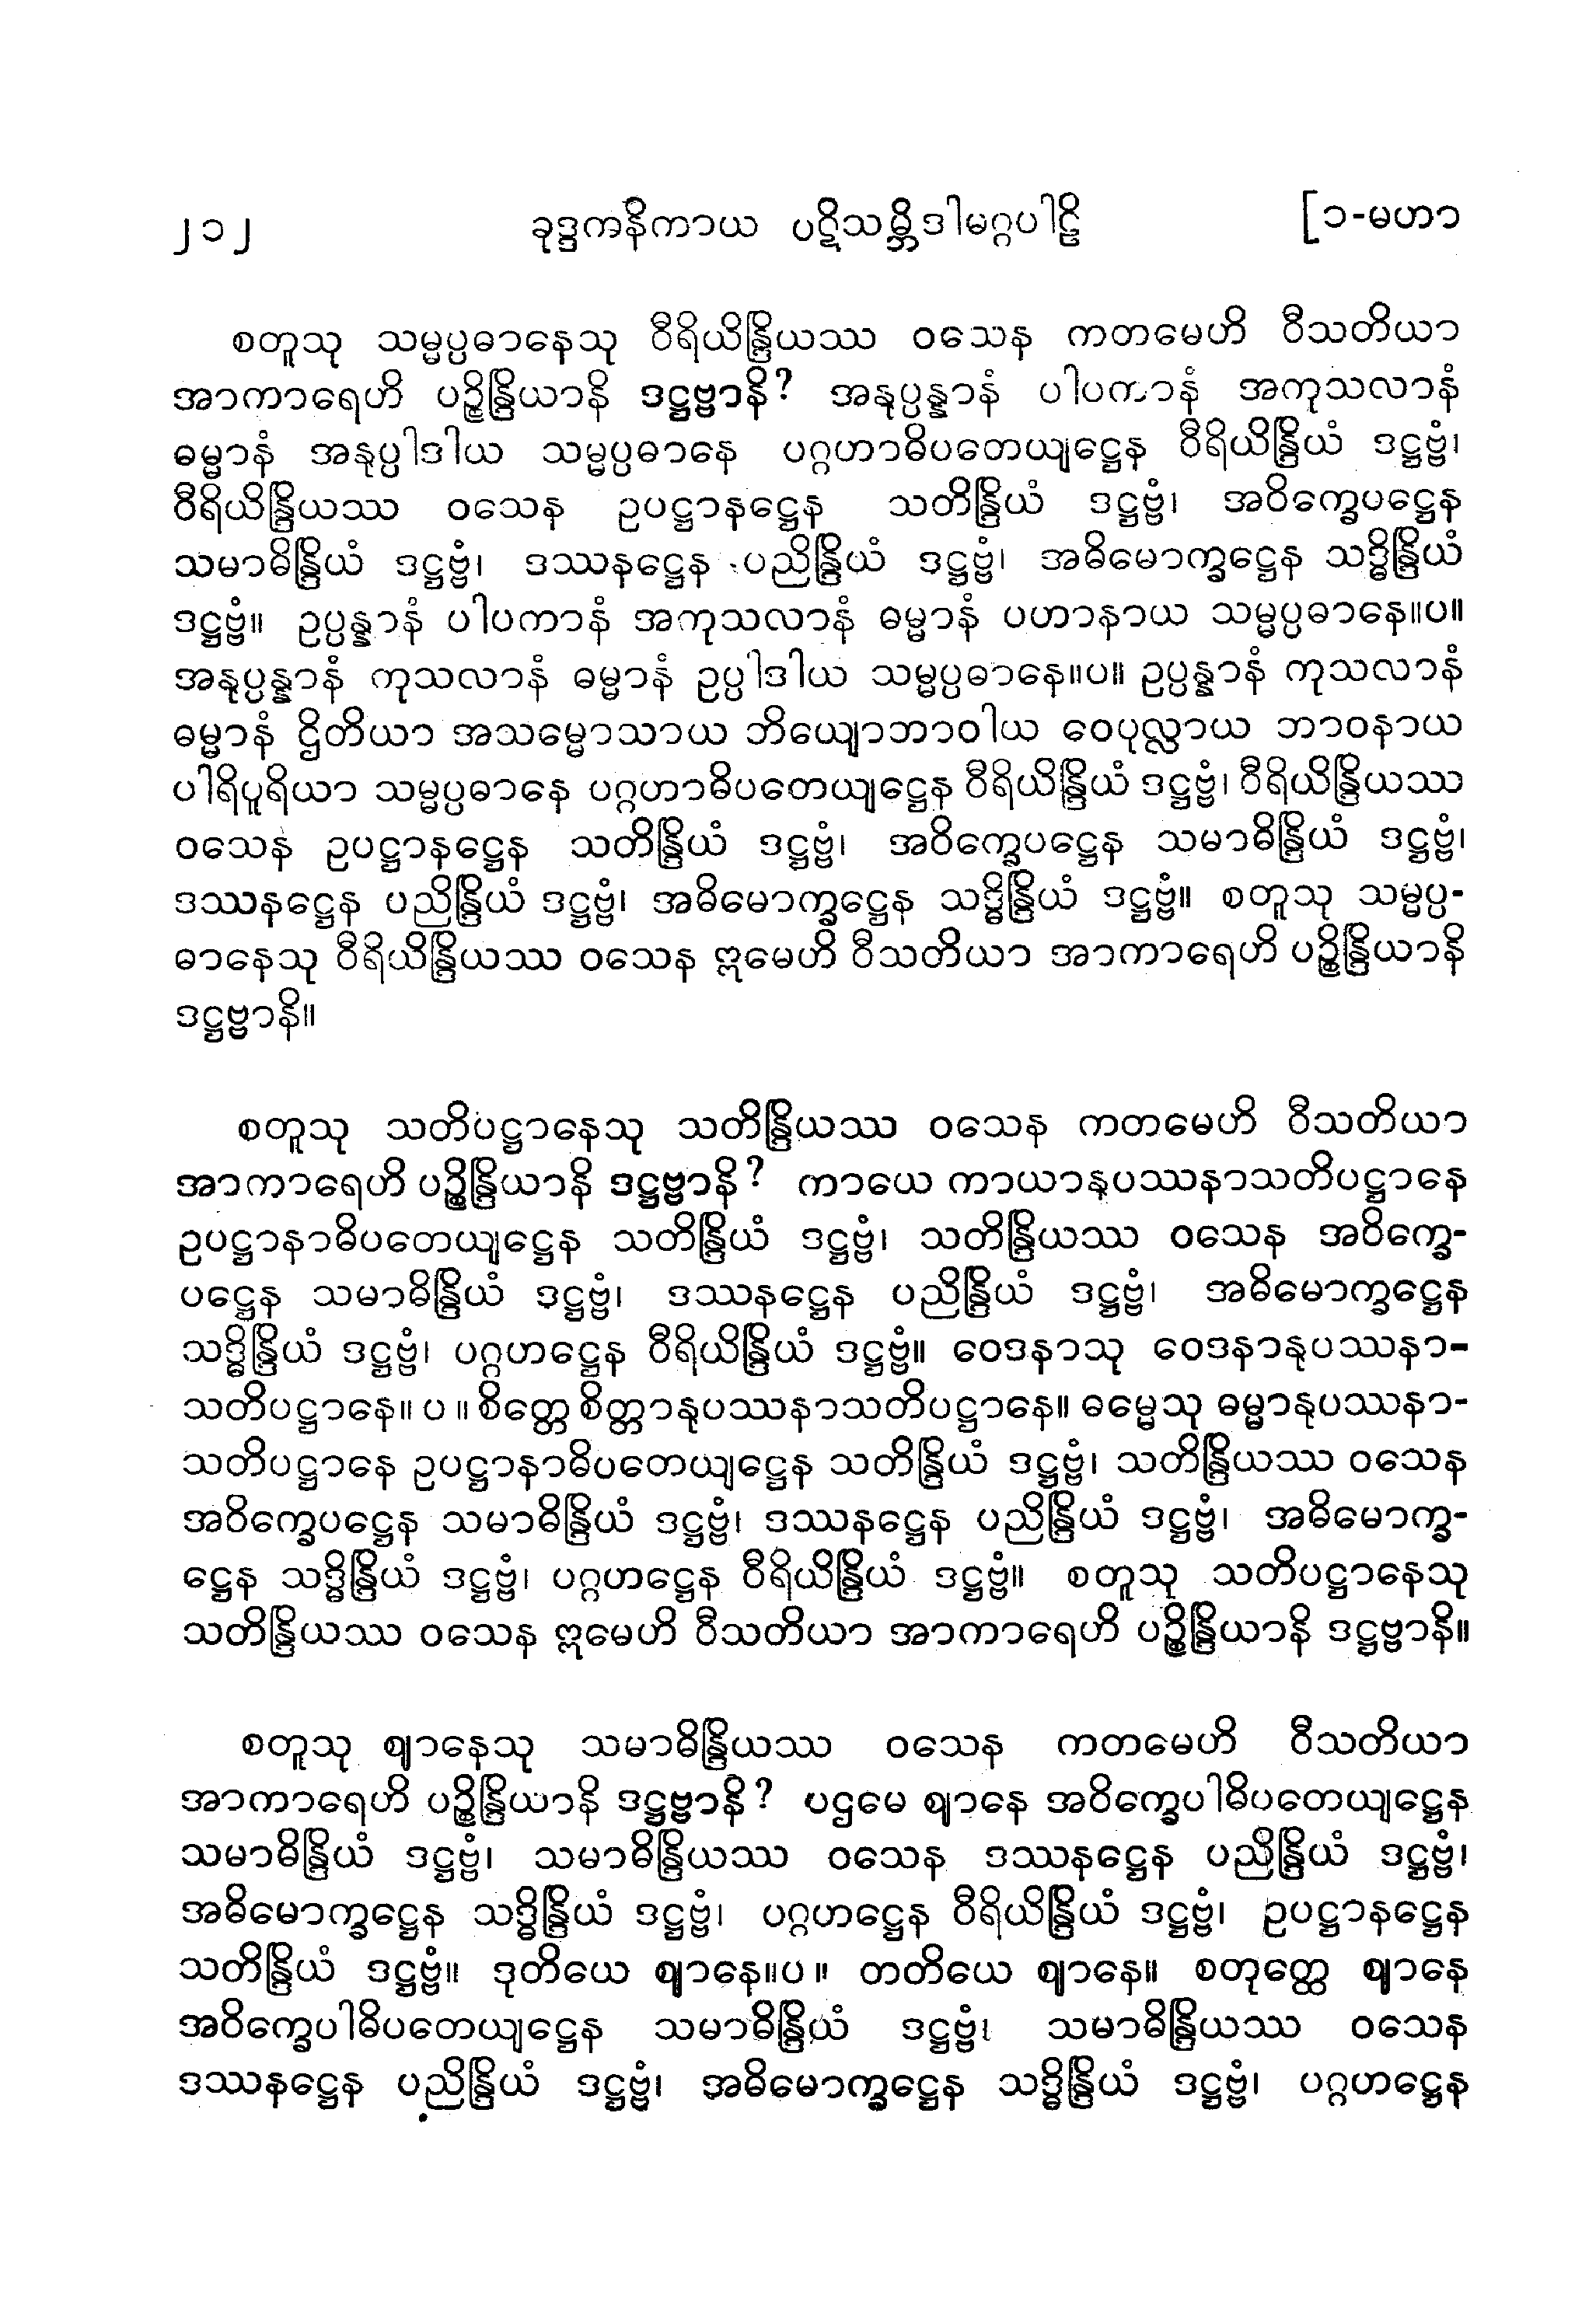 ၂၁၂ ခုဒ္ဒကနိကာယ ပဋိသမ္ဘိဒါမဂ္ဂပါဠိ [၁-မဟာ
စတူသု သမ္မပ္ပဓာနေသု ဝီရိယိန္ဒြိယဿ ဝသေန ကတမေဟိ ဝီသတိယာ
အာကာရေဟိ ပဉ္စိန္ဒြိယာနိ ဒဋ္ဌဗ္ဗာနိ? အနုပ္ပန္နာနံ ပါပကာနံ အကုသလာနံ
ဓမ္မာနံ အနုပ္ပါဒါယ သမ္မပ္ပဓာနေ ပဂ္ဂဟာဓိပတေယျဋ္ဌေန ဝီရိယိန္ဒြိယံ ဒဋ္ဌဗ္ဗံ၊
ဝီရိယိန္ဒြိယဿ ဝသေန ဥပဋ္ဌာနဋ္ဌေန သတိန္ဒြိယံ ဒဋ္ဌဗ္ဗံ၊ အဝိက္ခေပဋ္ဌေန
သမာဓိန္ဒြိယံ ဒဋ္ဌဗ္ဗံ၊ ဒဿနဋ္ဌေန ပညိန္ဒြိယံ ဒဋ္ဌဗ္ဗံ၊ အဓိမောက္ခဋ္ဌေန သဒ္ဓိန္ဒြိယံ
ဒဋ္ဌဗ္ဗံ။ ဥပ္ပန္နာနံ ပါပကာနံ အကုသလာနံ ဓမ္မာနံ ပဟာနာယ သမ္မပ္ပဓာနေ။ပ။
အနုပ္ပန္နာနံ ကုသလာနံ ဓမ္မာနံ ဥပ္ပါဒါယ သမ္မပ္ပဓာနေ။ပ။ ဥပ္ပန္နာနံ ကုသလာနံ
ဓမ္မာနံ ဌိတိယာ အသမ္မောသာယ ဘိယျောဘာဝါယ ဝေပုလ္လာယ ဘာဝနာယ
ပါရိပူရိယာ သမ္မပ္ပဓာနေ ပဂ္ဂဟာဓိပတေယျဋ္ဌေန ဝီရိယိန္ဒြိယံ ဒဋ္ဌဗ္ဗံ၊ ဝီရိယိန္ဒြိယဿ
ဝသေန ဥပဋ္ဌာနဋ္ဌေန သတိန္ဒြိယံ ဒဋ္ဌဗ္ဗံ၊ အဝိက္ခေပဋ္ဌေန သမာဓိန္ဒြိယံ ဒဋ္ဌဗ္ဗံ၊
ဒဿနဋ္ဌေန ပညိန္ဒြိယံ ဒဋ္ဌဗ္ဗံ၊ အဓိမောက္ခဋ္ဌေန သဒ္ဓိန္ဒြိယံ ဒဋ္ဌဗ္ဗံ။ စတူသု သမ္မပ္ပ-
ဓာနေသု ဝီရိယိန္ဒြိယဿ ဝသေန ဣမေဟိ ဝီသတိယာ အာကာရေဟိ ပဉ္စိန္ဒြိယာနိ
ဒဋ္ဌဗ္ဗာနိ။
စတူသု သတိပဋ္ဌာနေသု သတိန္ဒြိယဿ ဝသေန ကတမေဟိ ဝီသတိယာ
အာကာရေဟိ ပဉ္စိန္ဒြိယာနိ ဒဋ္ဌဗ္ဗာနိ? ကာယေ ကာယာနုပဿနာသတိပဋ္ဌာနေ
ဥပဋ္ဌာနာဓိပတေယျဋ္ဌေန သတိန္ဒြိယံ ဒဋ္ဌဗ္ဗံ၊ သတိန္ဒြိယဿ ဝသေန အဝိက္ခေ-
ပဋ္ဌေန သမာဓိန္ဒြိယံ ဒဋ္ဌဗ္ဗံ၊ ဒဿနဋ္ဌေန ပညိန္ဒြိယံ ဒဋ္ဌဗ္ဗံ၊ အဓိမောက္ခဋ္ဌေန
သဒ္ဓိန္ဒြိယံ ဒဋ္ဌဗ္ဗံ၊ ပဂ္ဂဟဋ္ဌေန ဝီရိယိန္ဒြိယံ ဒဋ္ဌဗ္ဗံ။ ဝေဒနာသု ဝေဒနာနုပဿနာ-
သတိပဋ္ဌာနေ။ ပ ။ စိတ္တေ စိတ္တာနုပဿနာသတိပဋ္ဌာနေ။ ဓမ္မေသု ဓမ္မာနုပဿနာ-
သတိပဋ္ဌာနေ ဥပဋ္ဌာနာဓိပတေယျဋ္ဌေန သတိန္ဒြိယံ ဒဋ္ဌဗ္ဗံ၊ သတိန္ဒြိယဿ ဝသေန
အဝိက္ခေပဋ္ဌေန သမာဓိန္ဒြိယံ ဒဋ္ဌဗ္ဗံ၊ ဒဿနဋ္ဌေန ပညိန္ဒြိယံ ဒဋ္ဌဗ္ဗံ၊ အဓိမောက္ခ-
ဋ္ဌေန သဒ္ဓိန္ဒြိယံ ဒဋ္ဌဗ္ဗံ၊ ပဂ္ဂဟဋ္ဌေန ဝီရိယိန္ဒြိယံ ဒဋ္ဌဗ္ဗံ။ စတူသု သတိပဋ္ဌာနေသု
သတိန္ဒြိယဿ ဝသေန ဣမေဟိ ဝီသတိယာ အာကာရေဟိ ပဉ္စိန္ဒြိယာနိ ဒဋ္ဌဗ္ဗာနိ။
စတူသု ဈာနေသု သမာဓိန္ဒြိယဿ ဝသေန ကတမေဟိ ဝီသတိယာ
အာကာရေဟိ ပဉ္စိန္ဒြိယာနိ ဒဋ္ဌဗ္ဗာနိ? ပဌမေ ဈာနေ အဝိက္ခေပါဓိပတေယျဋ္ဌေန
သမာဓိန္ဒြိယံ ဒဋ္ဌဗ္ဗံ၊ သမာဓိန္ဒြိယဿ ဝသေန ဒဿနဋ္ဌေန ပညိန္ဒြိယံ ဒဋ္ဌဗ္ဗံ၊
အဓိမောက္ခဋ္ဌေန သဒ္ဓိန္ဒြိယံ ဒဋ္ဌဗ္ဗံ၊ ပဂ္ဂဟဋ္ဌေန ဝီရိယိန္ဒြိယံ ဒဋ္ဌဗ္ဗံ၊ ဥပဋ္ဌာနဋ္ဌေန
သတိန္ဒြိယံ ဒဋ္ဌဗ္ဗံ။ ဒုတိယေ ဈာနေ။ပ။ တတိယေ ဈာနေ။ စတုတ္ထေ ဈာနေ
အဝိက္ခေပါဓိပတေယျဋ္ဌေန သမာဓိန္ဒြိယံ ဒဋ္ဌဗ္ဗံ၊ သမာဓိန္ဒြိယဿ ဝသေန
ဒဿနဋ္ဌေန ပညိန္ဒြိယံ ဒဋ္ဌဗ္ဗံ၊ အဓိမောက္ခဋ္ဌေန သဒ္ဓိန္ဒြိယံ ဒဋ္ဌဗ္ဗံ၊ ပဂ္ဂဟဋ္ဌေန